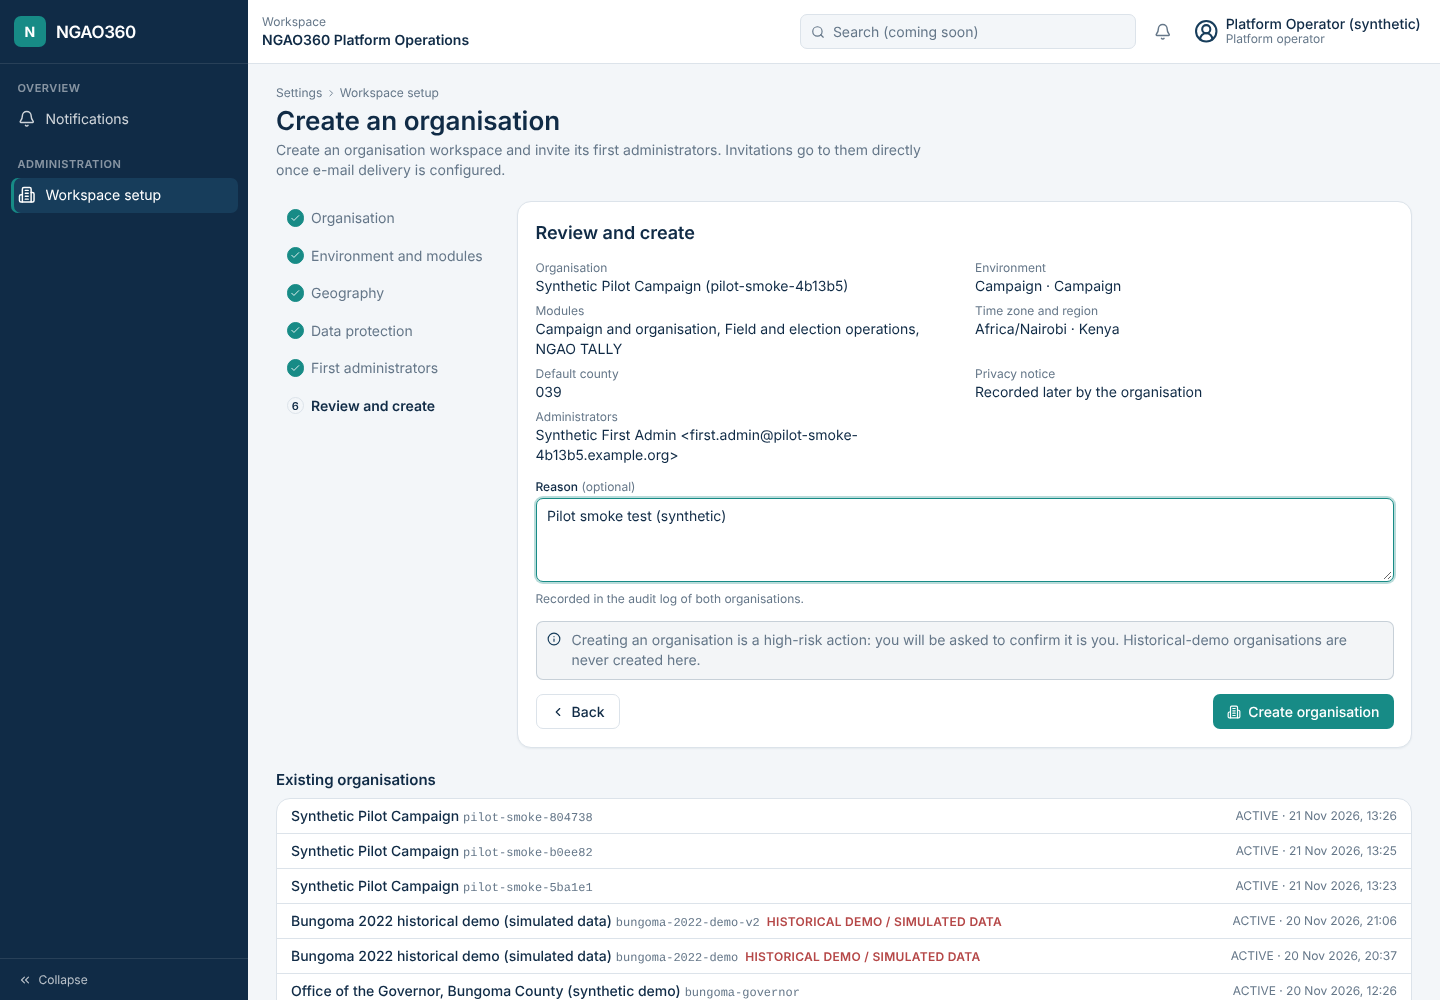 N NGAO360
Workspace
NGAO360 Platform Operations
Search (coming soon)
Platform Operator (synthetic)
Platform operator
OVERVIEW
Notifications
ADMINISTRATION
Workspace setup
Collapse
Settings › Workspace setup
Create an organisation
Create an organisation workspace and invite its first administrators. Invitations go to them directly
once e-mail delivery is configured.
Organisation
Environment and modules
Geography
Data protection
First administrators
6 Review and create
Review and create
Organisation
Synthetic Pilot Campaign (pilot-smoke-4b13b5)
Environment
Campaign · Campaign
Modules
Campaign and organisation, Field and election operations,
NGAO TALLY
Time zone and region
Africa/Nairobi · Kenya
Default county
039
Privacy notice
Recorded later by the organisation
Administrators
Synthetic First Admin <first.admin@pilot-smoke-
4b13b5.example.org>
Reason (optional)
Pilot smoke test (synthetic)
Recorded in the audit log of both organisations.
Creating an organisation is a high-risk action: you will be asked to confirm it is you. Historical-demo organisations are
never created here.
Back
Create organisation
Existing organisations
Synthetic Pilot Campaign pilot-smoke-804738 ACTIVE · 21 Nov 2026, 13:26
Synthetic Pilot Campaign pilot-smoke-b0ee82 ACTIVE · 21 Nov 2026, 13:25
Synthetic Pilot Campaign pilot-smoke-5ba1e1 ACTIVE · 21 Nov 2026, 13:23
Bungoma 2022 historical demo (simulated data) bungoma-2022-demo-v2 HISTORICAL DEMO / SIMULATED DATA ACTIVE · 20 Nov 2026, 21:06
Bungoma 2022 historical demo (simulated data) bungoma-2022-demo HISTORICAL DEMO / SIMULATED DATA ACTIVE · 20 Nov 2026, 20:37
Office of the Governor, Bungoma County (synthetic demo) bungoma-governor ACTIVE · 20 Nov 2026, 12:26